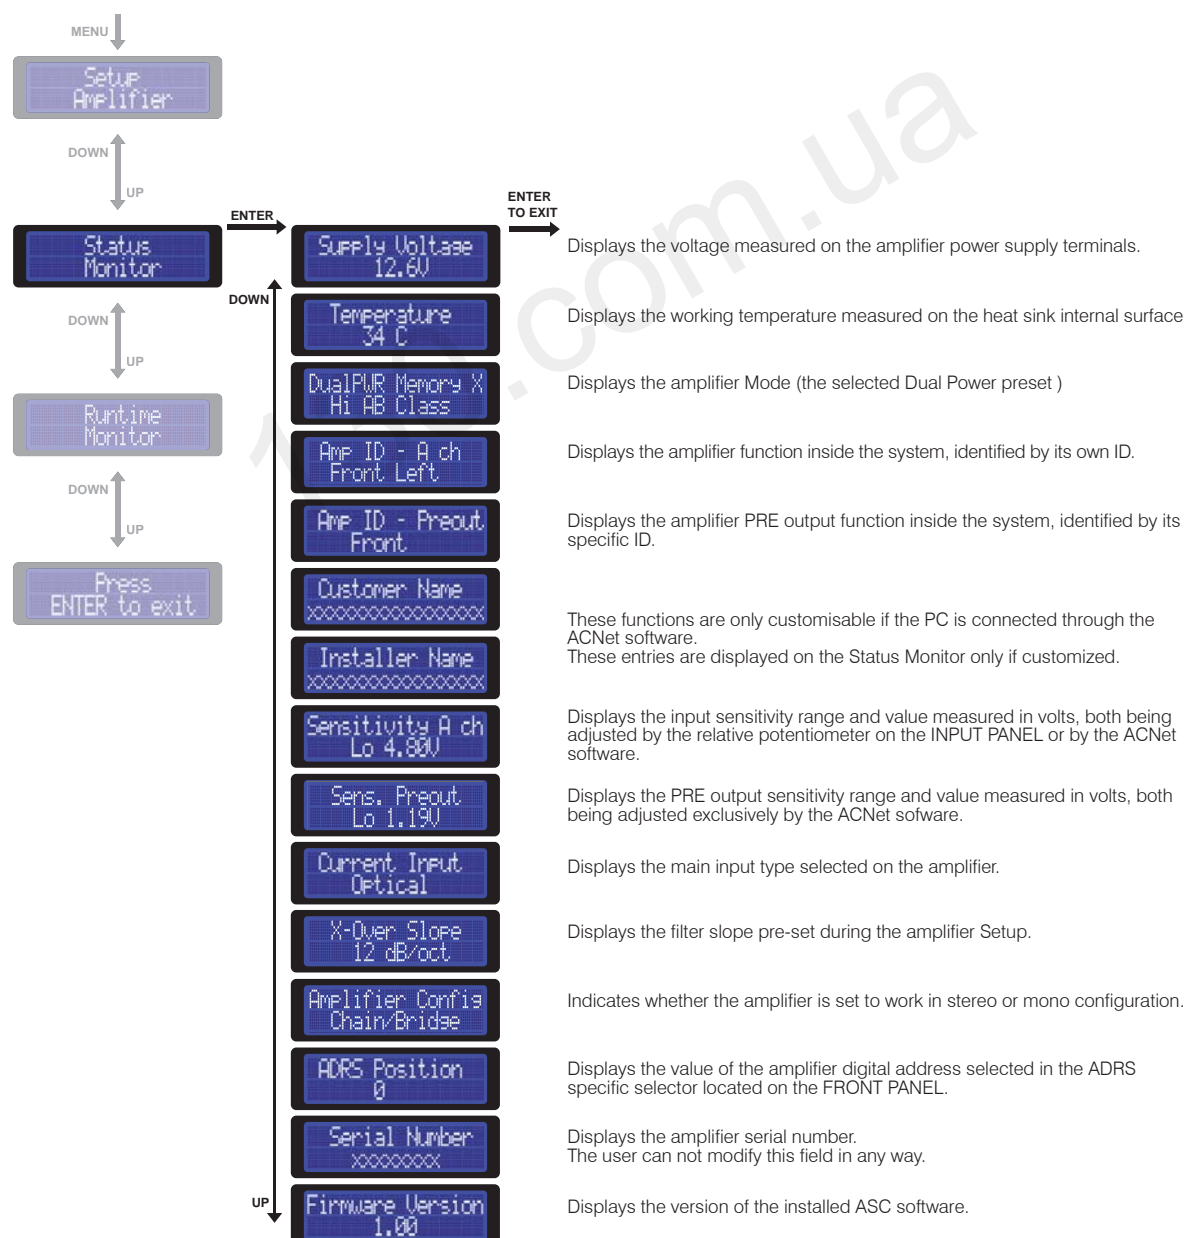 MENU
Setup
Amplifier
DOWN
UP
ENTER
ENTER
TO EXIT
Status
Monitor
Supply Voltage
12.6V
Displays the voltage measured on the amplifier power supply terminals.
DOWN
Temperature
34 C
Displays the working temperature measured on the heat sink internal surface
DOWN
UP
DualPWR Memory X
Hi AB Class
Displays the amplifier Mode (the selected Dual Power preset )
Runtime
Monitor
Amp ID - A ch
Front Left
Displays the amplifier function inside the system, identified by its own ID.
DOWN
UP
Amp ID - Preout
Front
Displays the amplifier PRE output function inside the system, identified by its
specific ID.
Press
ENTER to exit
Customer Name
xxxxxxxxxxxxxxxx
These functions are only customisable if the PC is connected through the
ACNet software.
These entries are displayed on the Status Monitor only if customized.
Installer Name
xxxxxxxxxxxxxxxx
Sensitivity A ch
Lo 4.80V
Displays the input sensitivity range and value measured in volts, both being
adjusted by the relative potentiometer on the INPUT PANEL or by the ACNet
software.
Sens. Preout
Lo 1.19V
Displays the PRE output sensitivity range and value measured in volts, both
being adjusted exclusively by the ACNet sofware.
Current Input
Optical
Displays the main input type selected on the amplifier.
X-Over Slope
12 dB/oct
Displays the filter slope pre-set during the amplifier Setup.
Amplifier Config
Chain/Bridge
Indicates whether the amplifier is set to work in stereo or mono configuration.
ADRS Position
0
Displays the value of the amplifier digital address selected in the ADRS
specific selector located on the FRONT PANEL.
Serial Number
xxxxxxxx
Displays the amplifier serial number.
The user can not modify this field in any way.
UP
Firmware Version
1.00
Displays the version of the installed ASC software.
.com.ua